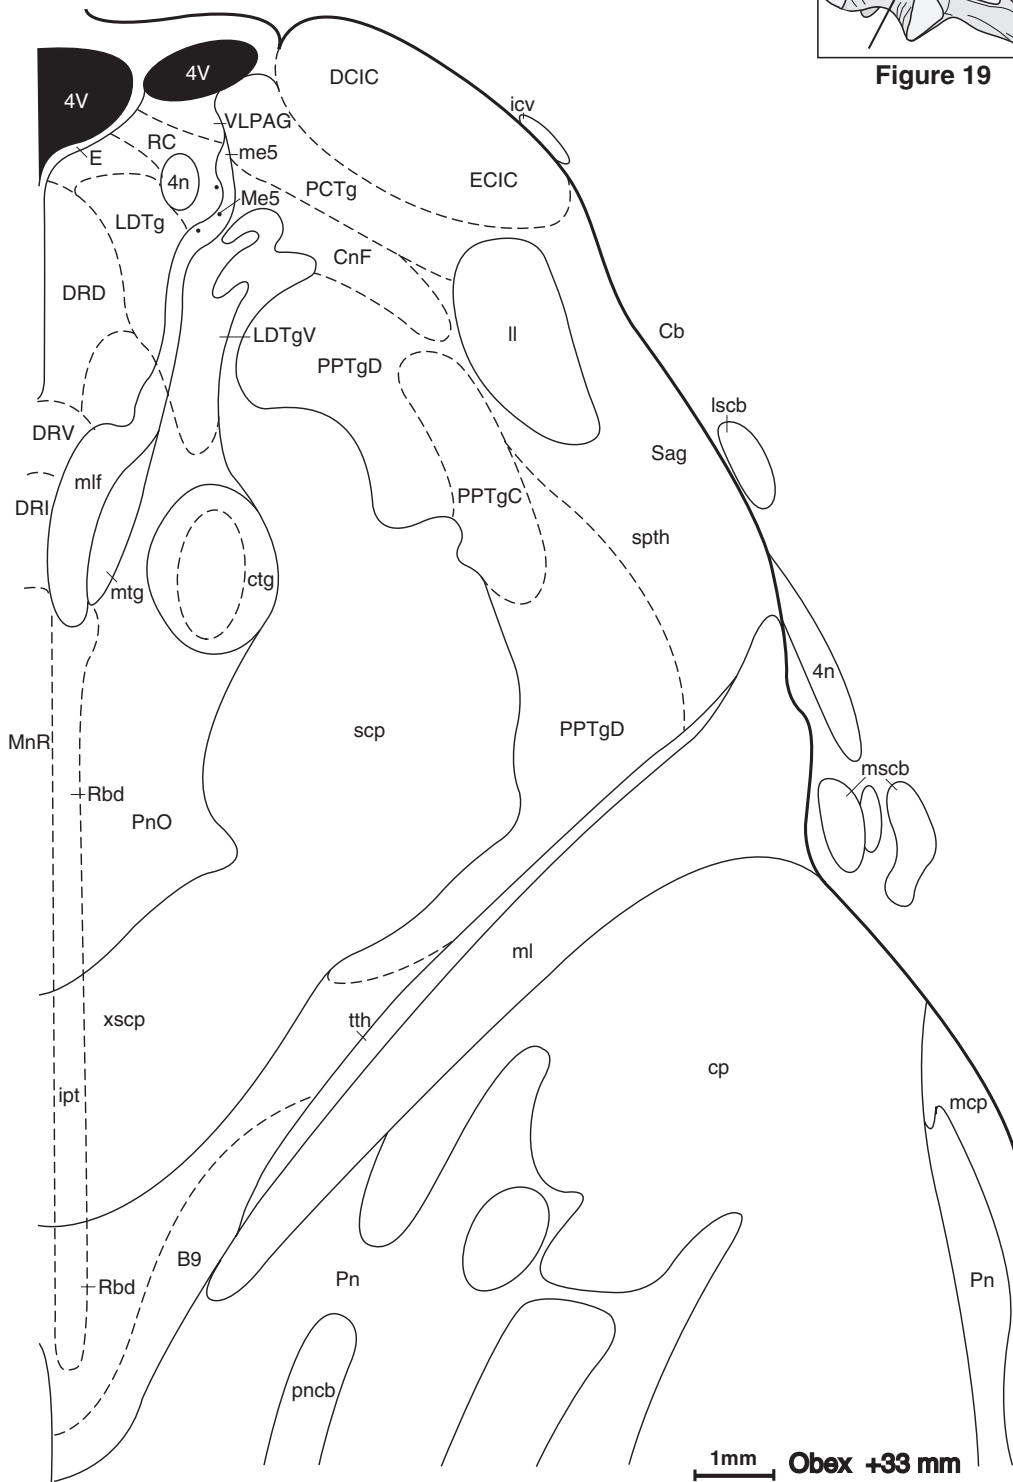 Figure 19
4V
4V
DCIC
icv
VLPAG
RC
me5
E
4n
PCTg
ECIC
Me5
LDTg
CnF
DRD
ll
Cb
LDTgV
PPTgD
lscb
DRV
Sag
mlf
PPTgC
DRI
spth
ctg
mtg
4n
scp
PPTgD
MnR
mscb
Rbd
PnO
ml
xscp
tth
cp
ipt
mcp
B9
Pn
Pn
Rbd
pncb
1mm
Obex +33 mm